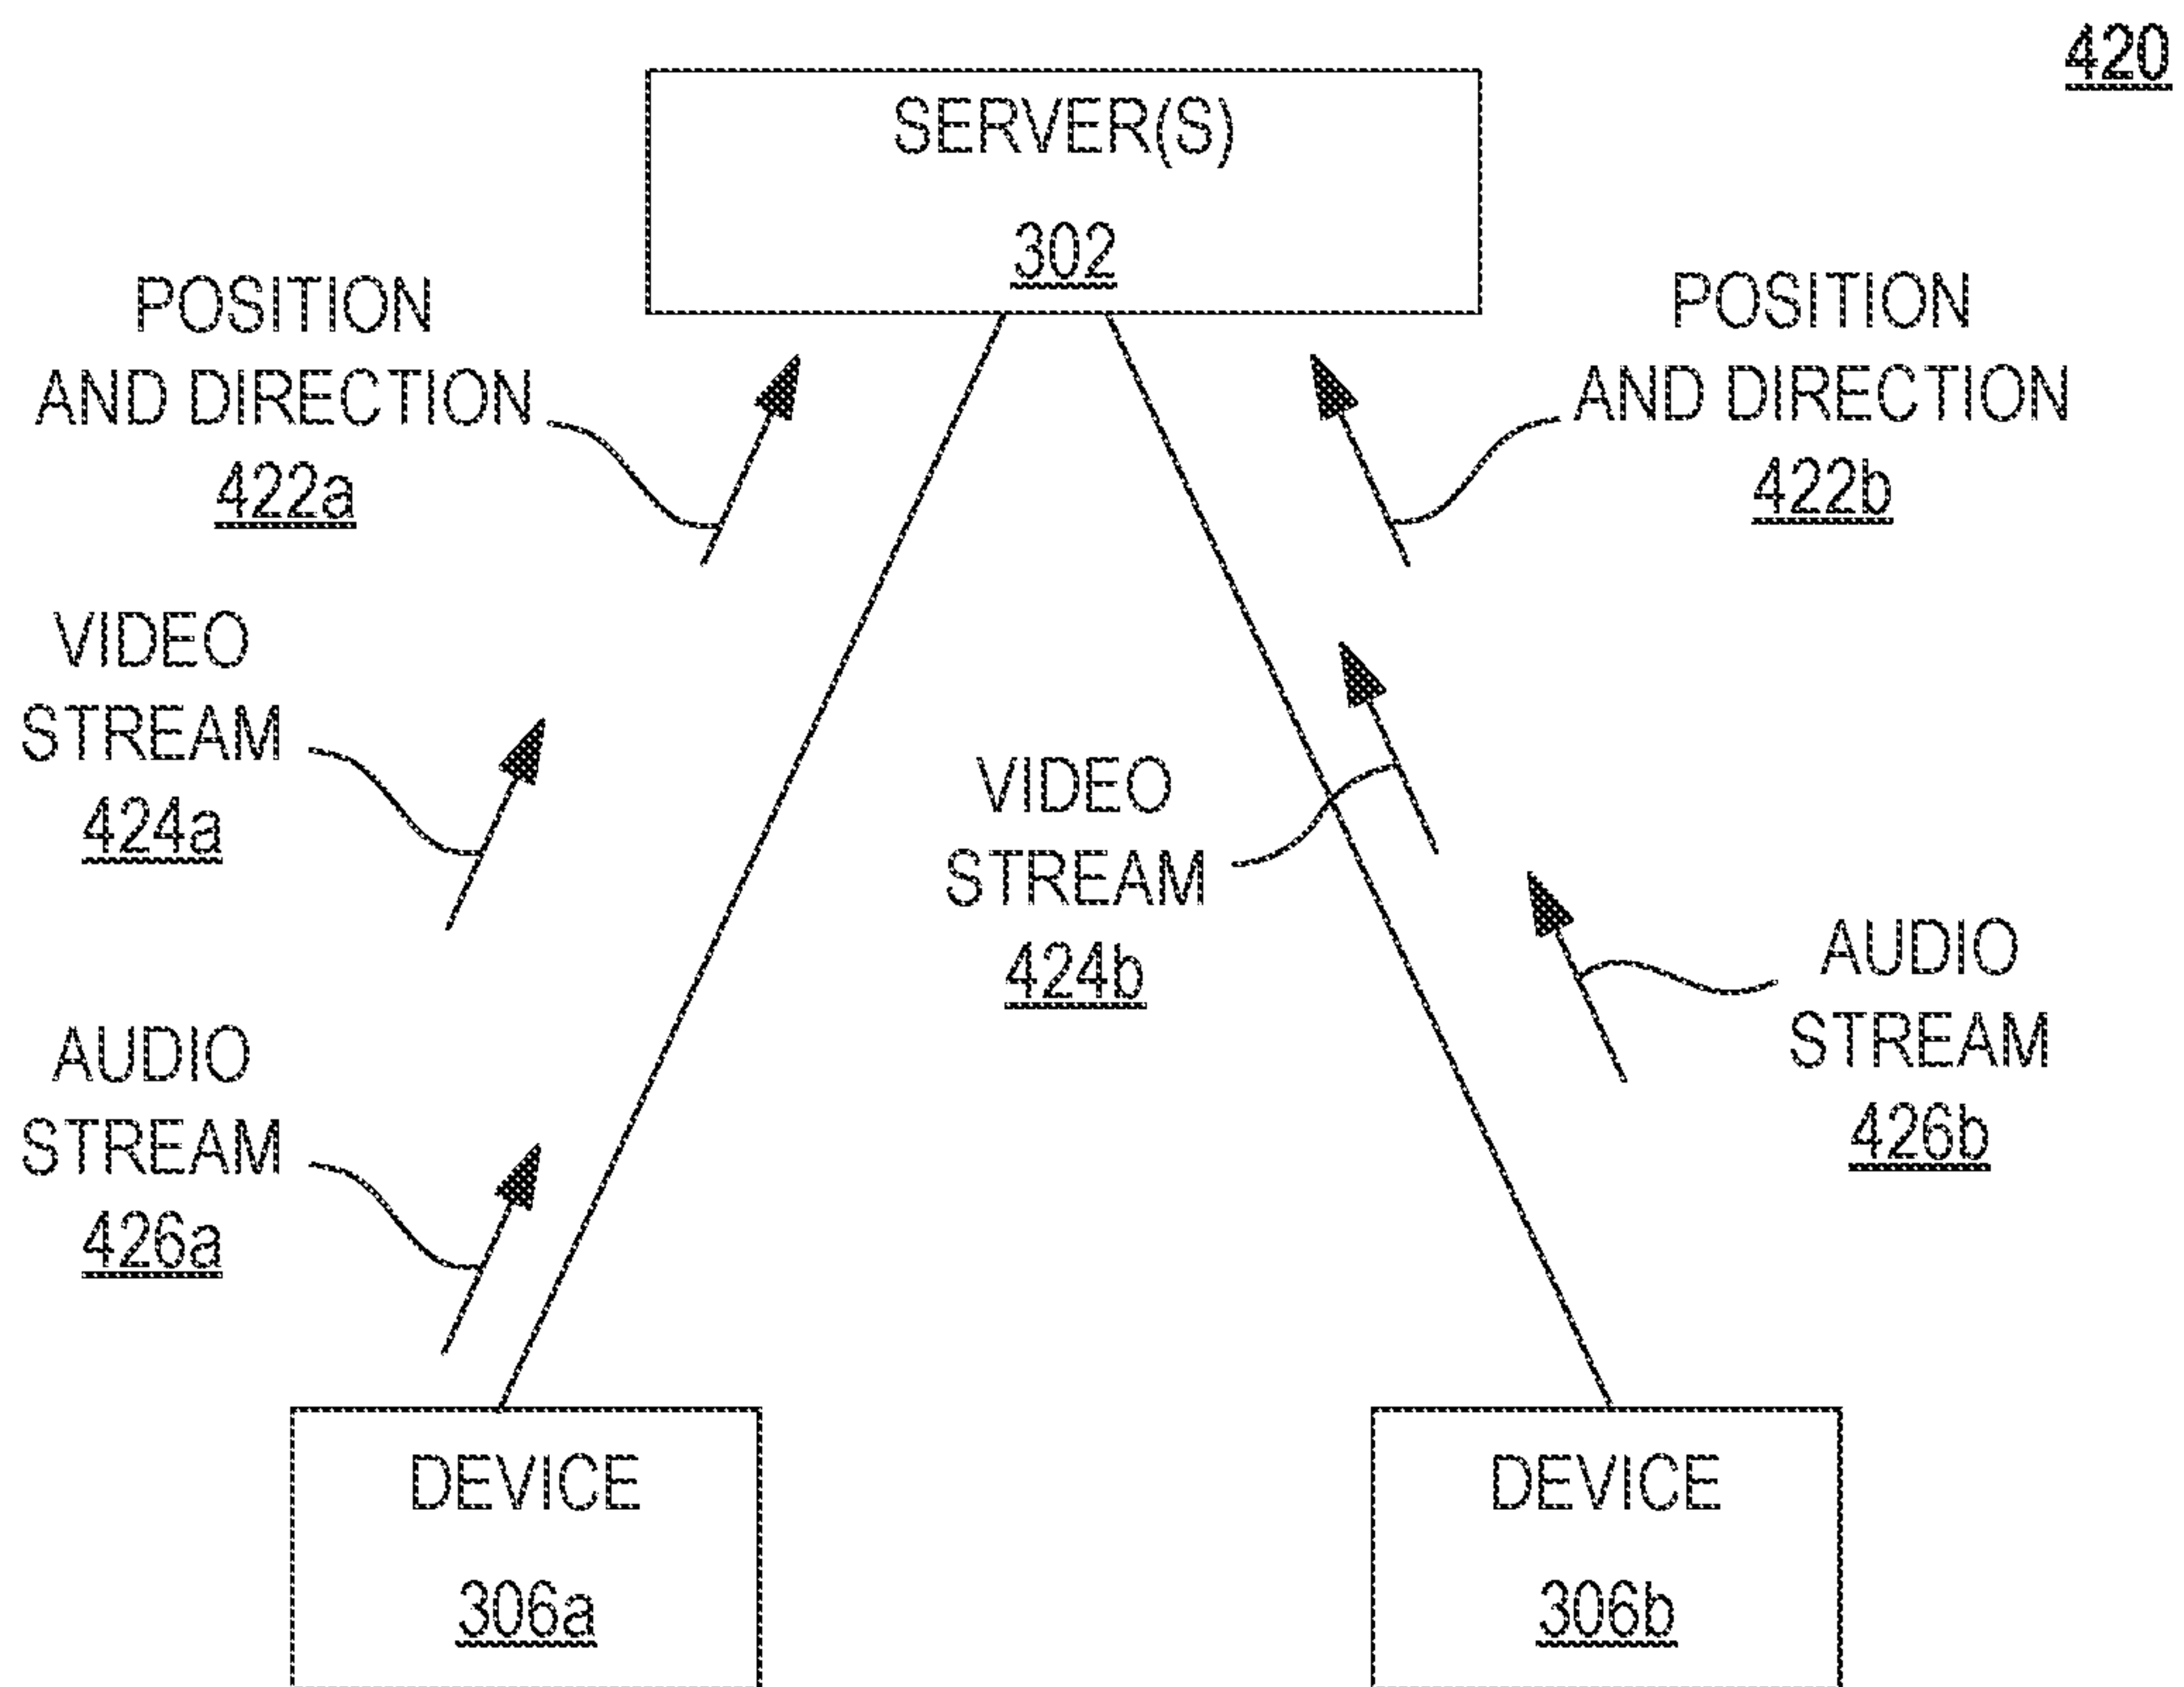 420
SERVER(S)
302
POSITION
AND DIRECTION
422a
POSITION
AND DIRECTION
422b
VIDEO
STREAM
424a
VIDEO
STREAM
424b
AUDIO
STREAM
426b
AUDIO
STREAM
426a
DEVICE
306a
DEVICE
306b